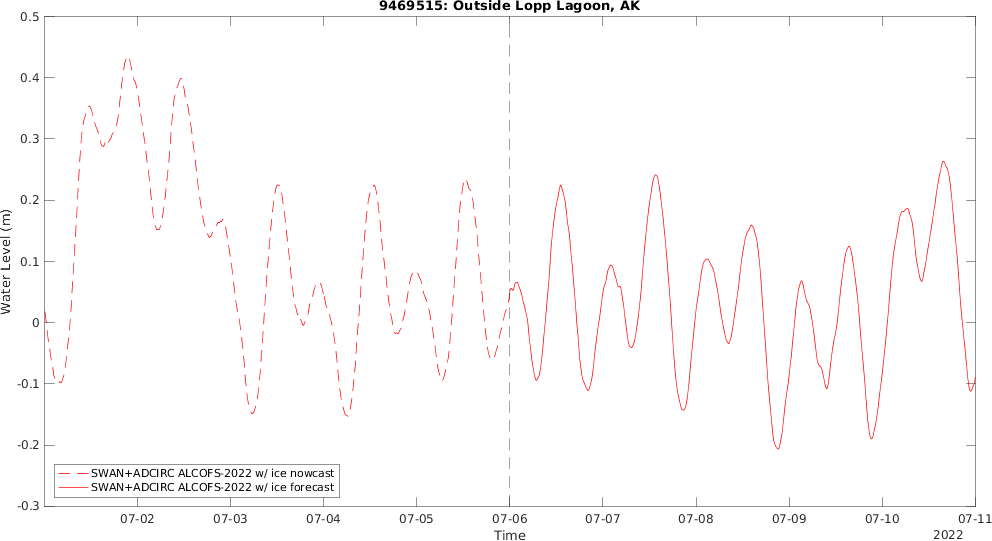 9469515: Outside Lopp Lagoon, AK
0.5
0.4
0.3
0.2
0.1
0
-0.1
-0.2
-0.3
Water Level (m)
SWAN+ADCIRC ALCOFS-2022 w/ ice nowcast
SWAN+ADCIRC ALCOFS-2022 w/ ice forecast
07-02 07-03 07-04 07-05 07-06 07-07 07-08 07-09 07-10 07-11
Time
2022